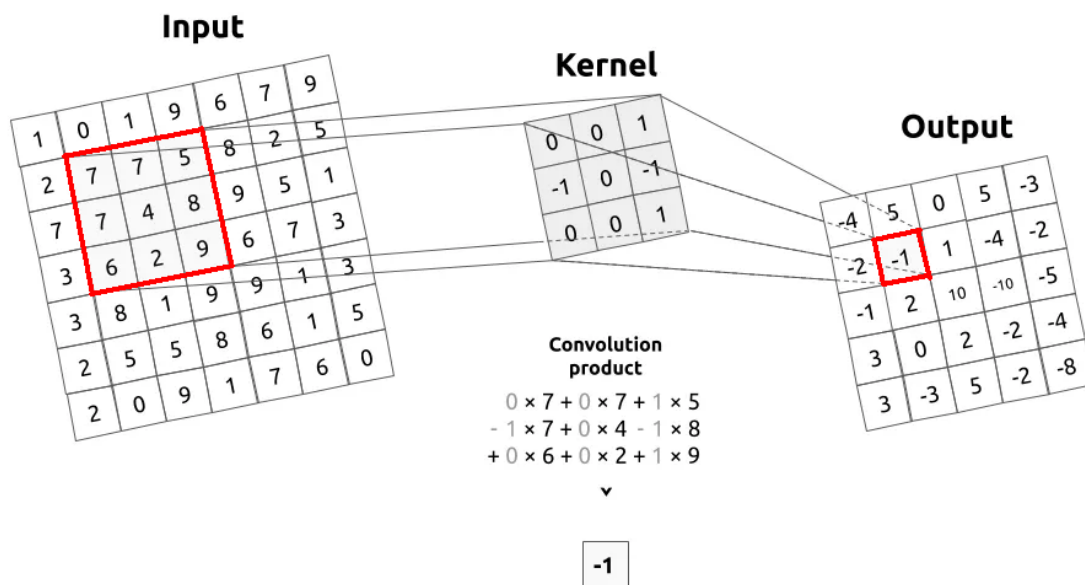 Input
1 0 1 9 6 7 9
2 7 7 5 8 2 5
7 7 4 8 9 5 1
3 6 2 9 6 7 3
3 8 1 9 9 1 3
2 5 5 8 6 1 5
2 0 9 1 7 6 0
Kernel
0 0 1
-1 0 -1
0 0 1
Output
-4 5 0 5 -3
-2 -1 1 -4 -2
-1 2 10 -10 -5
3 0 2 -2 -4
3 -3 5 -2 -8
Convolution
product
0 × 7 + 0 × 7 + 1 × 5
- 1 × 7 + 0 × 4 - 1 × 8
+ 0 × 6 + 0 × 2 + 1 × 9
-1